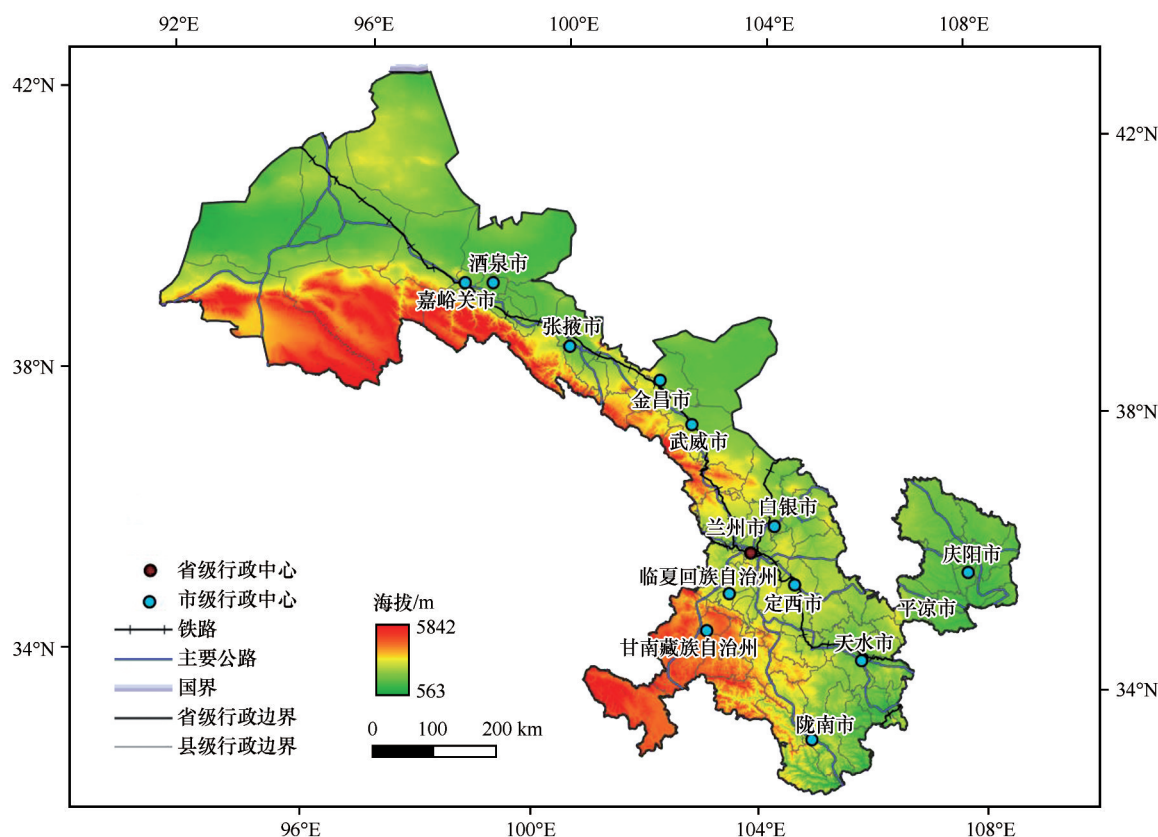 92°E 96°E 100°E 104°E 108°E
42°N
42°N
酒泉市
嘉峪关市
张掖市
38°N
金昌市
38°N
武威市
白银市
兰州市
庆阳市
临夏回族自治州
定西市
平凉市
天水市
甘南藏族自治州
34°N
34°N
陇南市
省级行政中心
市级行政中心
铁路
主要公路
国界
省级行政边界
县级行政边界
海拔/m
5842
563
0 100 200 km
96°E 100°E 104°E 108°E